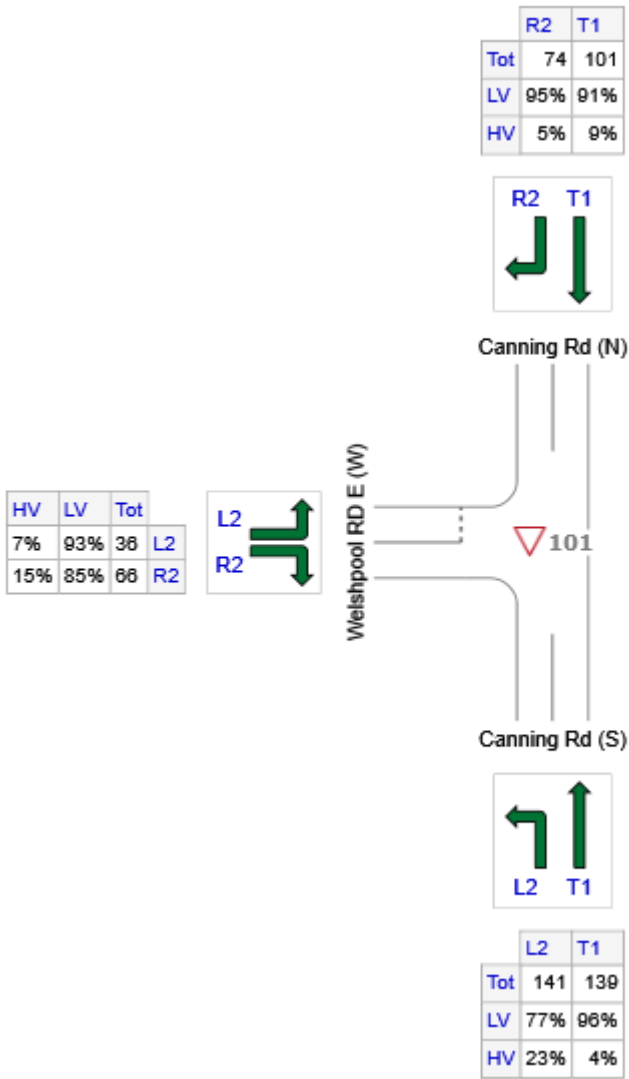 R2 T1
Tot 74 101
LV 95% 91%
HV 5% 9%
R2 T1
Canning Rd (N)
Welshpool RD E (W)
HV LV Tot
7% 93% 36 L2
15% 85% 66 R2
L2
R2
101
Canning Rd (S)
L2 T1
L2 T1
Tot 141 139
LV 77% 96%
HV 23% 4%